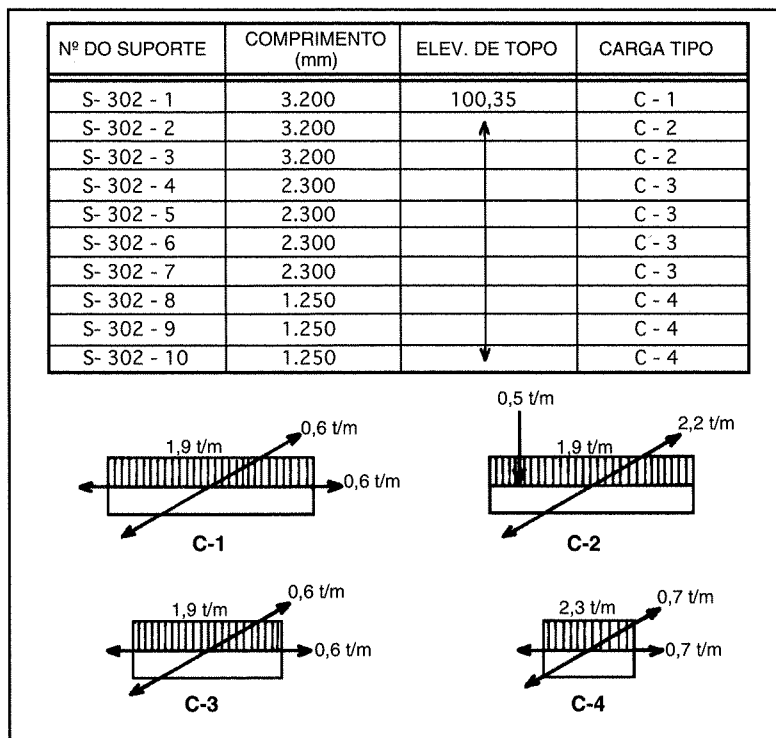 Nº DO SUPORTE COMPRIMENTO (mm) ELEV. DE TOPO CARGA TIPO
S- 302 - 1 3.200 100,35 C - 1
S- 302 - 2 3.200 C - 2
S- 302 - 3 3.200 C - 2
S- 302 - 4 2.300 C - 3
S- 302 - 5 2.300 C - 3
S- 302 - 6 2.300 C - 3
S- 302 - 7 2.300 C - 3
S- 302 - 8 1.250 C - 4
S- 302 - 9 1.250 C - 4
S- 302 - 10 1.250 C - 4
1,9 t/m 0,6 t/m
0,6 t/m
C-1
0,5 t/m
1,9 t/m 2,2 t/m
C-2
1,9 t/m 0,6 t/m
0,6 t/m
C-3
2,3 t/m 0,7 t/m
0,7 t/m
C-4